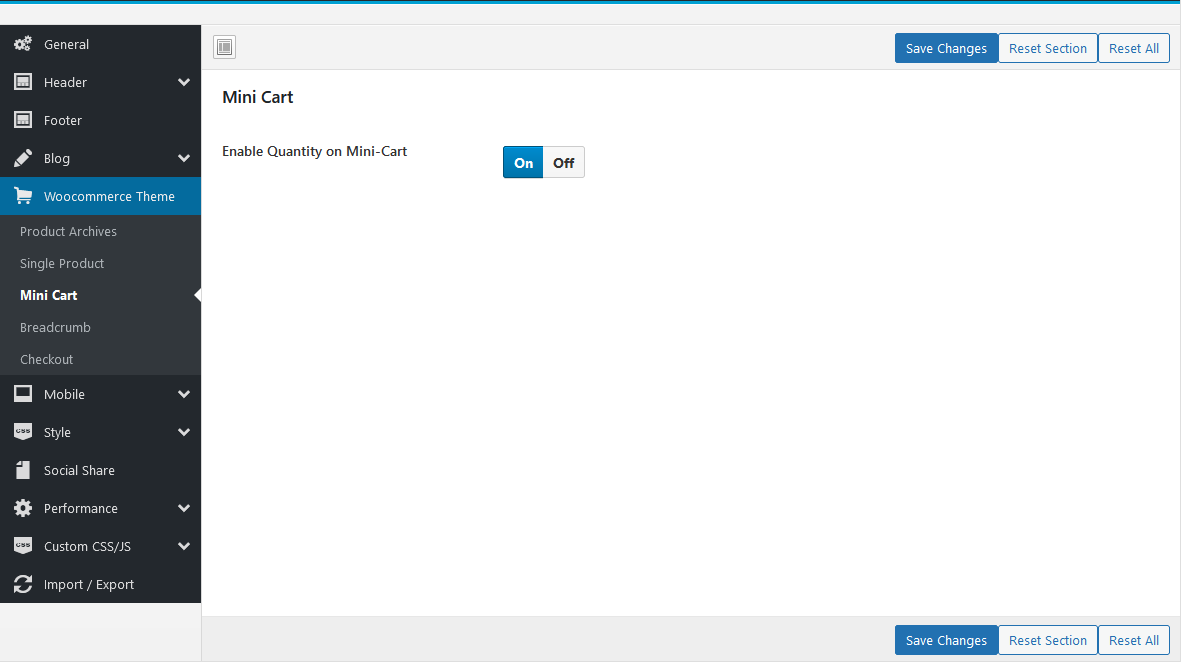 General
Header
Footer
Blog
Woocommerce Theme
Product Archives
Single Product
Mini Cart
Breadcrumb
Checkout
Mobile
css Style
Social Share
Performance
css Custom CSS/JS
Import / Export
Save Changes Reset Section Reset All
Mini Cart
Enable Quantity on Mini-Cart On Off
Save Changes Reset Section Reset All